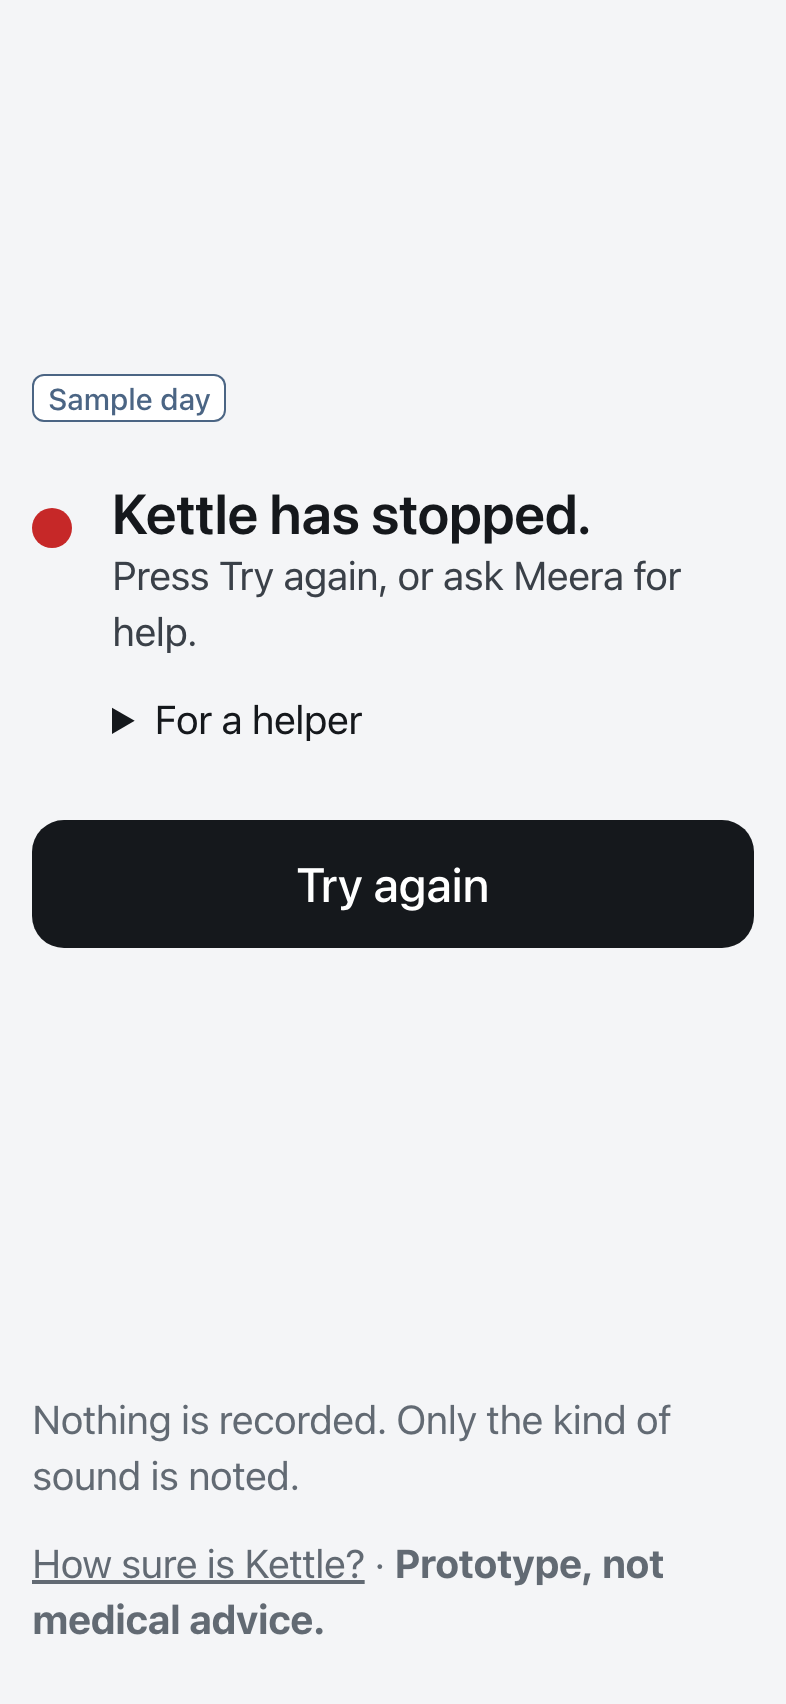 Sample day
Kettle has stopped.
Press Try again, or ask Meera for
help.
For a helper
Try again
Nothing is recorded. Only the kind of
sound is noted.
How sure is Kettle? · Prototype, not
medical advice.